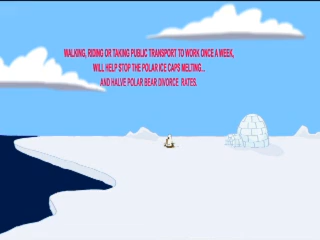 WALKING, RIDING OR TAKING PUBLIC TRANSPORT TO WORK ONCE A WEEK,
WILL HELP STOP THE POLAR ICE CAPS MELTING...
AND HALVE POLAR BEAR DIVORCE RATES.